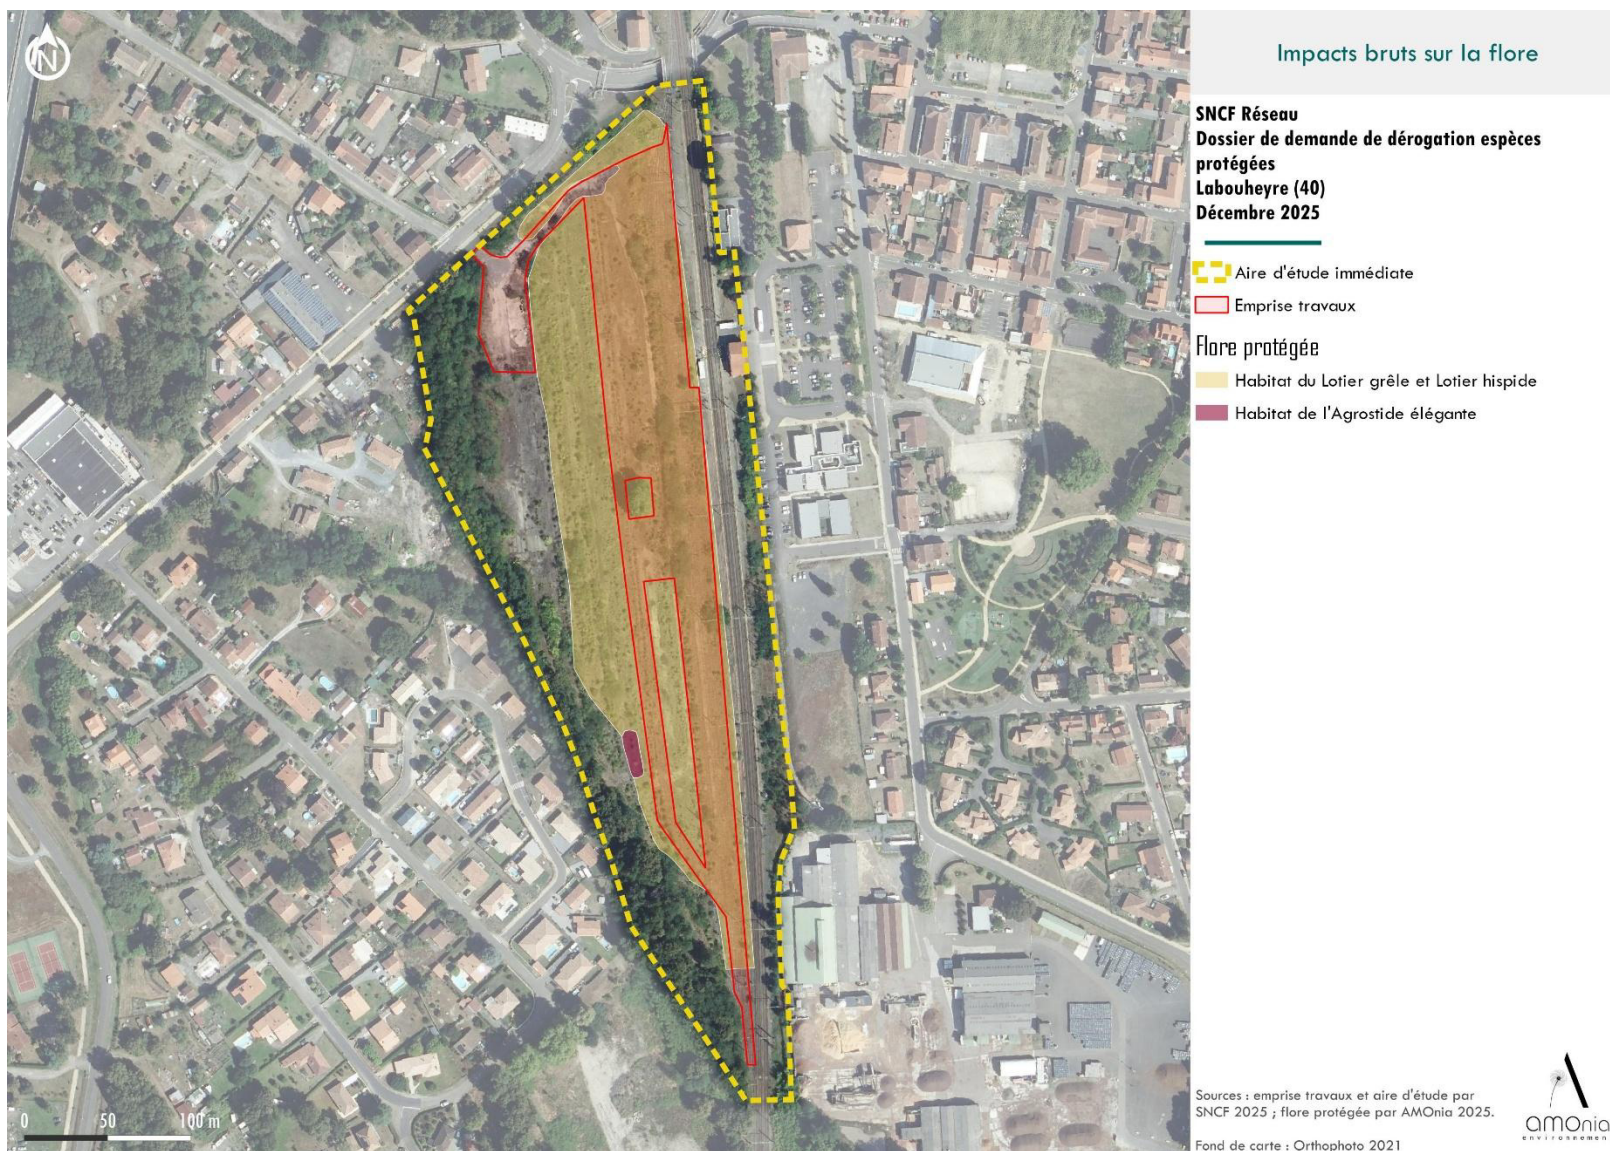 N
Impacts bruts sur la flore
SNCF Réseau
Dossier de demande de dérogation espèces
protégées
Labouheyre (40)
Décembre 2025
Aire d'étude immédiate
Emprise travaux
Flore protégée
Habitat du Lotier grêle et Lotier hispide
Habitat de l'Agrostide élégante
0 50 100 m
Sources : emprise travaux et aire d'étude par
SNCF 2025 ; flore protégée par AMOnia 2025.
Fond de carte : Orthophoto 2021
amOnia
environnemen